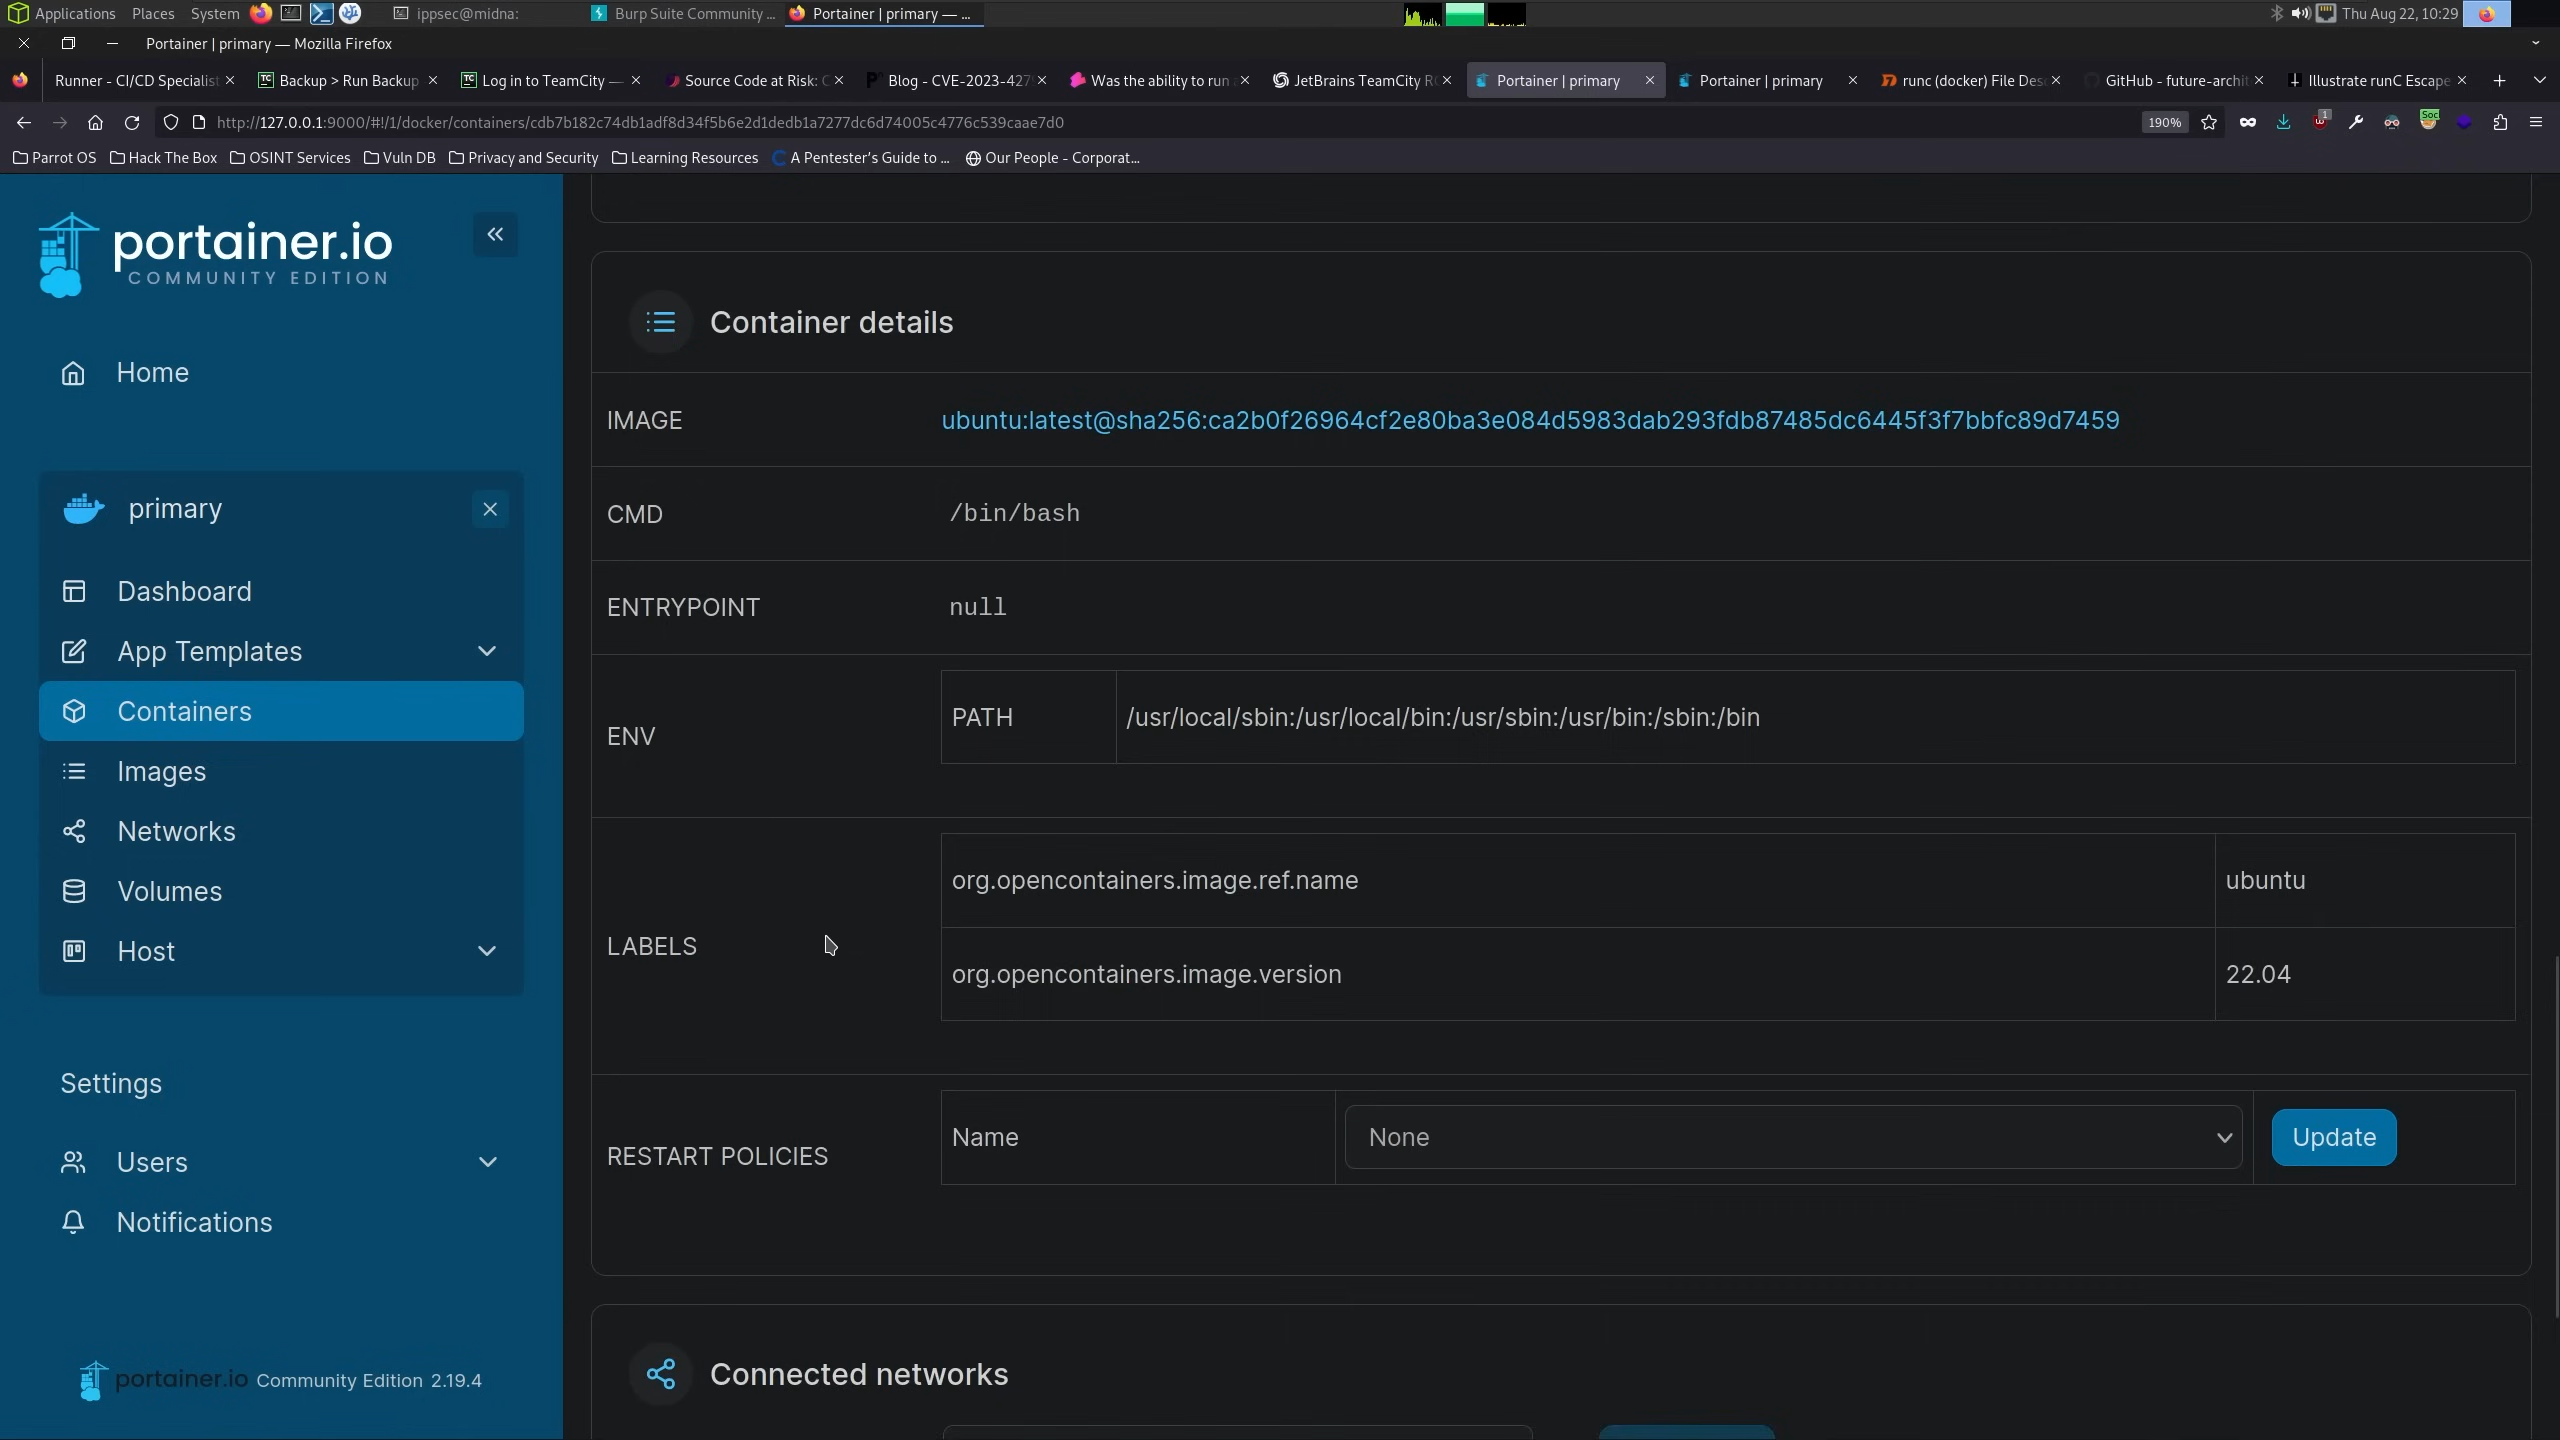 Applications Places System ippsec@midna: Burp Suite Community ... Portainer | primary — ... Thu Aug 22, 10:29
Portainer | primary — Mozilla Firefox
Runner - CI/CD Specialist Backup > Run Backup Log in to TeamCity — Source Code at Risk: C Blog - CVE-2023-427 Was the ability to run JetBrains TeamCity RC Portainer | primary Portainer | primary runc (docker) File Des GitHub - future-archit Illustrate runC Escape
http://127.0.0.1:9000/#!/1/docker/containers/cdb7b182c74db1adf8d34f5b6e2d1dedb1a7277dc6d74005c4776c539caae7d0 190%
Parrot OS Hack The Box OSINT Services Vuln DB Privacy and Security Learning Resources A Pentester's Guide to ... Our People - Corporat...
portainer.io
COMMUNITY EDITION
Home
primary
Dashboard
App Templates
Containers
Images
Networks
Volumes
Host
Settings
Users
Notifications
portainer.io Community Edition 2.19.4
Container details
IMAGE ubuntu:latest@sha256:ca2b0f26964cf2e80ba3e084d5983dab293fdb87485dc6445f3f7bbfc89d7459
CMD /bin/bash
ENTRYPOINT null
ENV PATH /usr/local/sbin:/usr/local/bin:/usr/sbin:/usr/bin:/sbin:/bin
LABELS
org.opencontainers.image.ref.name ubuntu
org.opencontainers.image.version 22.04
RESTART POLICIES Name None Update
Connected networks